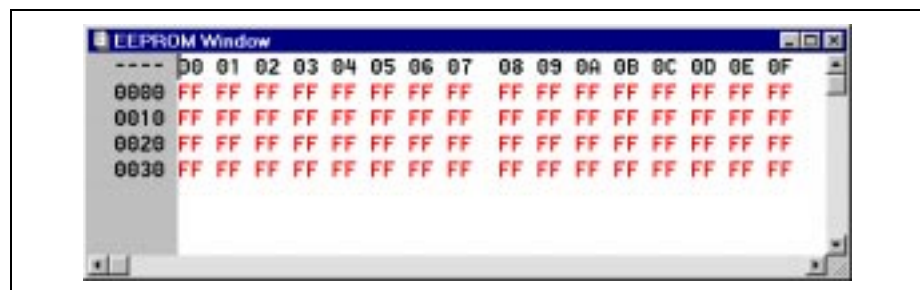 EEPROM Window
---- 00 01 02 03 04 05 06 07 08 09 0A 0B 0C 0D 0E 0F
0000 FF FF FF FF FF FF FF FF FF FF FF FF FF FF FF FF
0010 FF FF FF FF FF FF FF FF FF FF FF FF FF FF FF FF
0020 FF FF FF FF FF FF FF FF FF FF FF FF FF FF FF FF
0030 FF FF FF FF FF FF FF FF FF FF FF FF FF FF FF FF